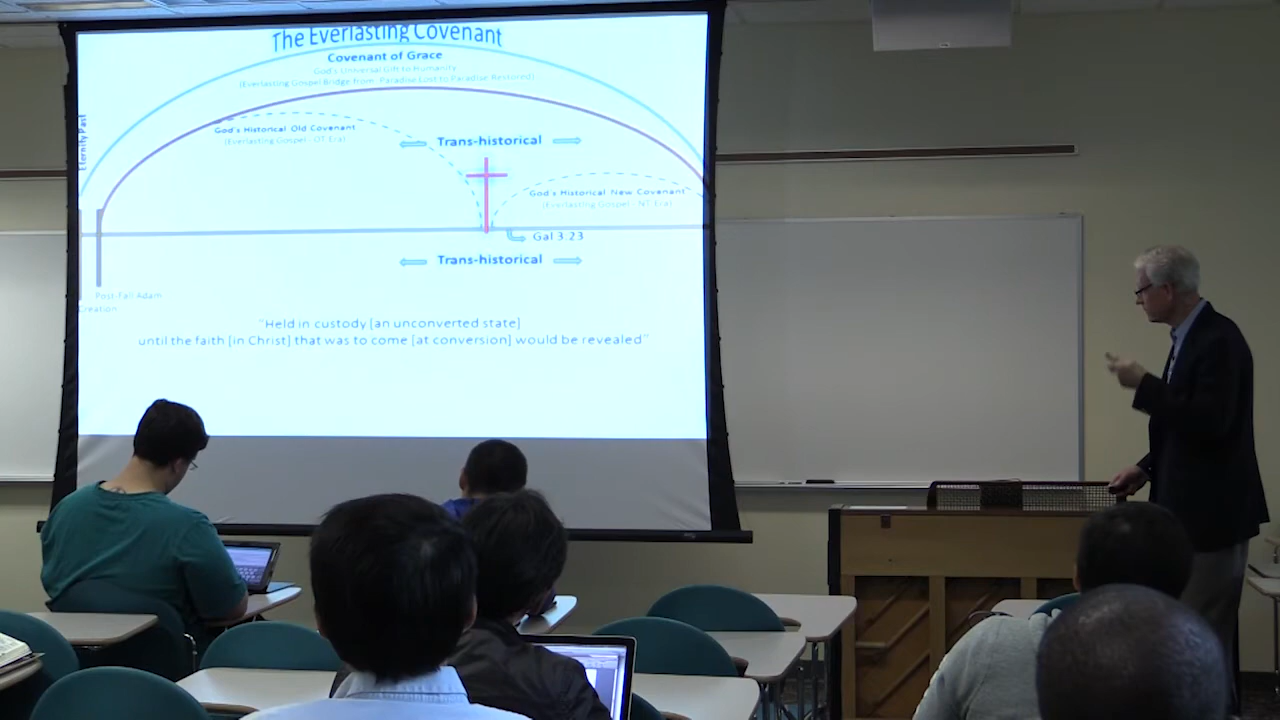 The Everlasting Covenant
Covenant of Grace
God's Universal Gift to Humanity
(Everlasting Gospel Bridge from Paradise Lost to Paradise Restored)
Eternity Past
God's Historical Old Covenant
(Everlasting Gospel - OT Era)
Trans-historical
God's Historical New Covenant
(Everlasting Gospel - NT Era)
Gal 3:23
Trans-historical
Post-Fall Adam
Creation
"Held in custody [an unconverted state]
until the faith [in Christ] that was to come [at conversion] would be revealed"